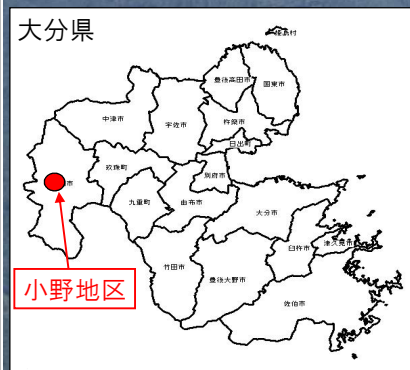 大分県
姫島村
豊後高田市
国東市
中津市
宇佐市
杵築市
日出町
玖珠町
別府市
市
九重町
由布市
大分市
臼杵市
津久見市
竹田市
豊後大野市
佐伯市
小野地区